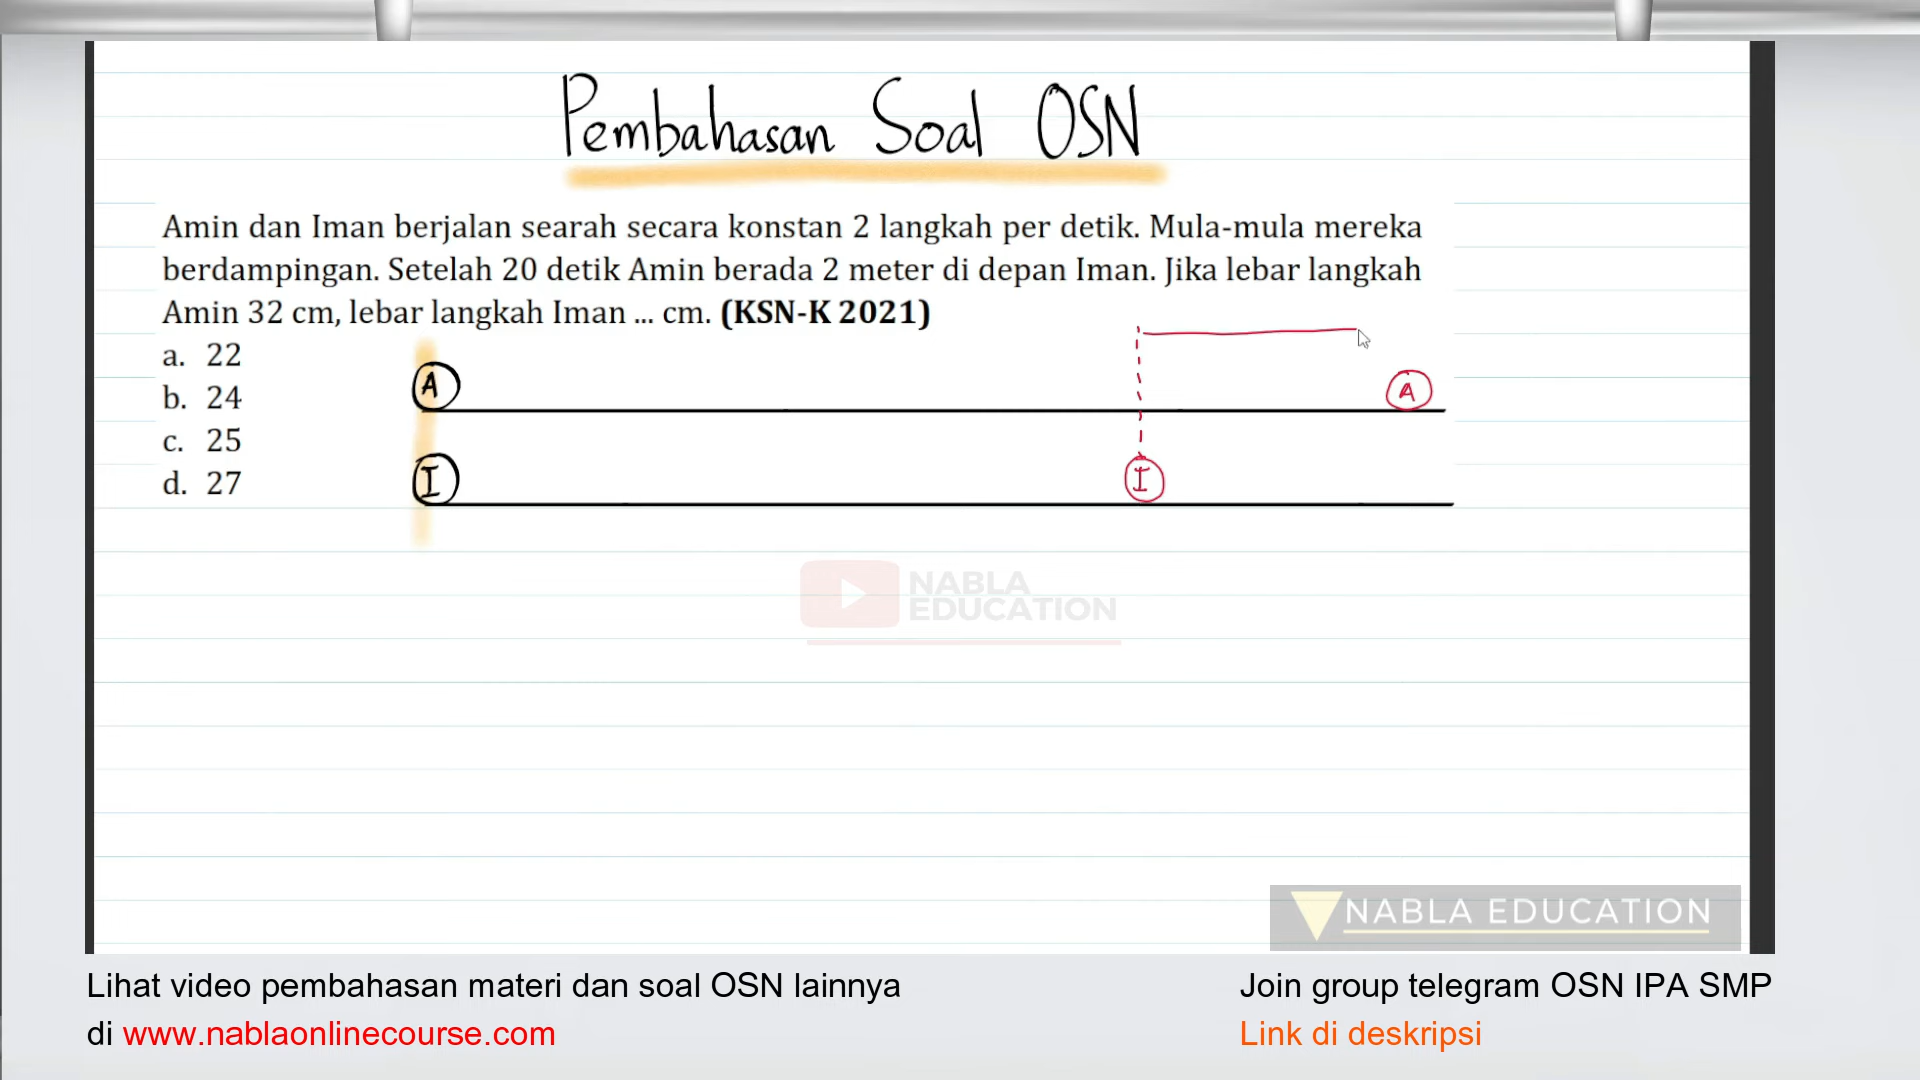 Pembahasan Soal OSN
Amin dan Iman berjalan searah secara konstan 2 langkah per detik. Mula-mula mereka
berdampingan. Setelah 20 detik Amin berada 2 meter di depan Iman. Jika lebar langkah
Amin 32 cm, lebar langkah Iman ... cm. (KSN-K 2021)
a. 22
b. 24
c. 25
d. 27
A
A
I
I
NABLA
EDUCATION
NABLA EDUCATION
Lihat video pembahasan materi dan soal OSN lainnya
di www.nablaonlinecourse.com
Join group telegram OSN IPA SMP
Link di deskripsi